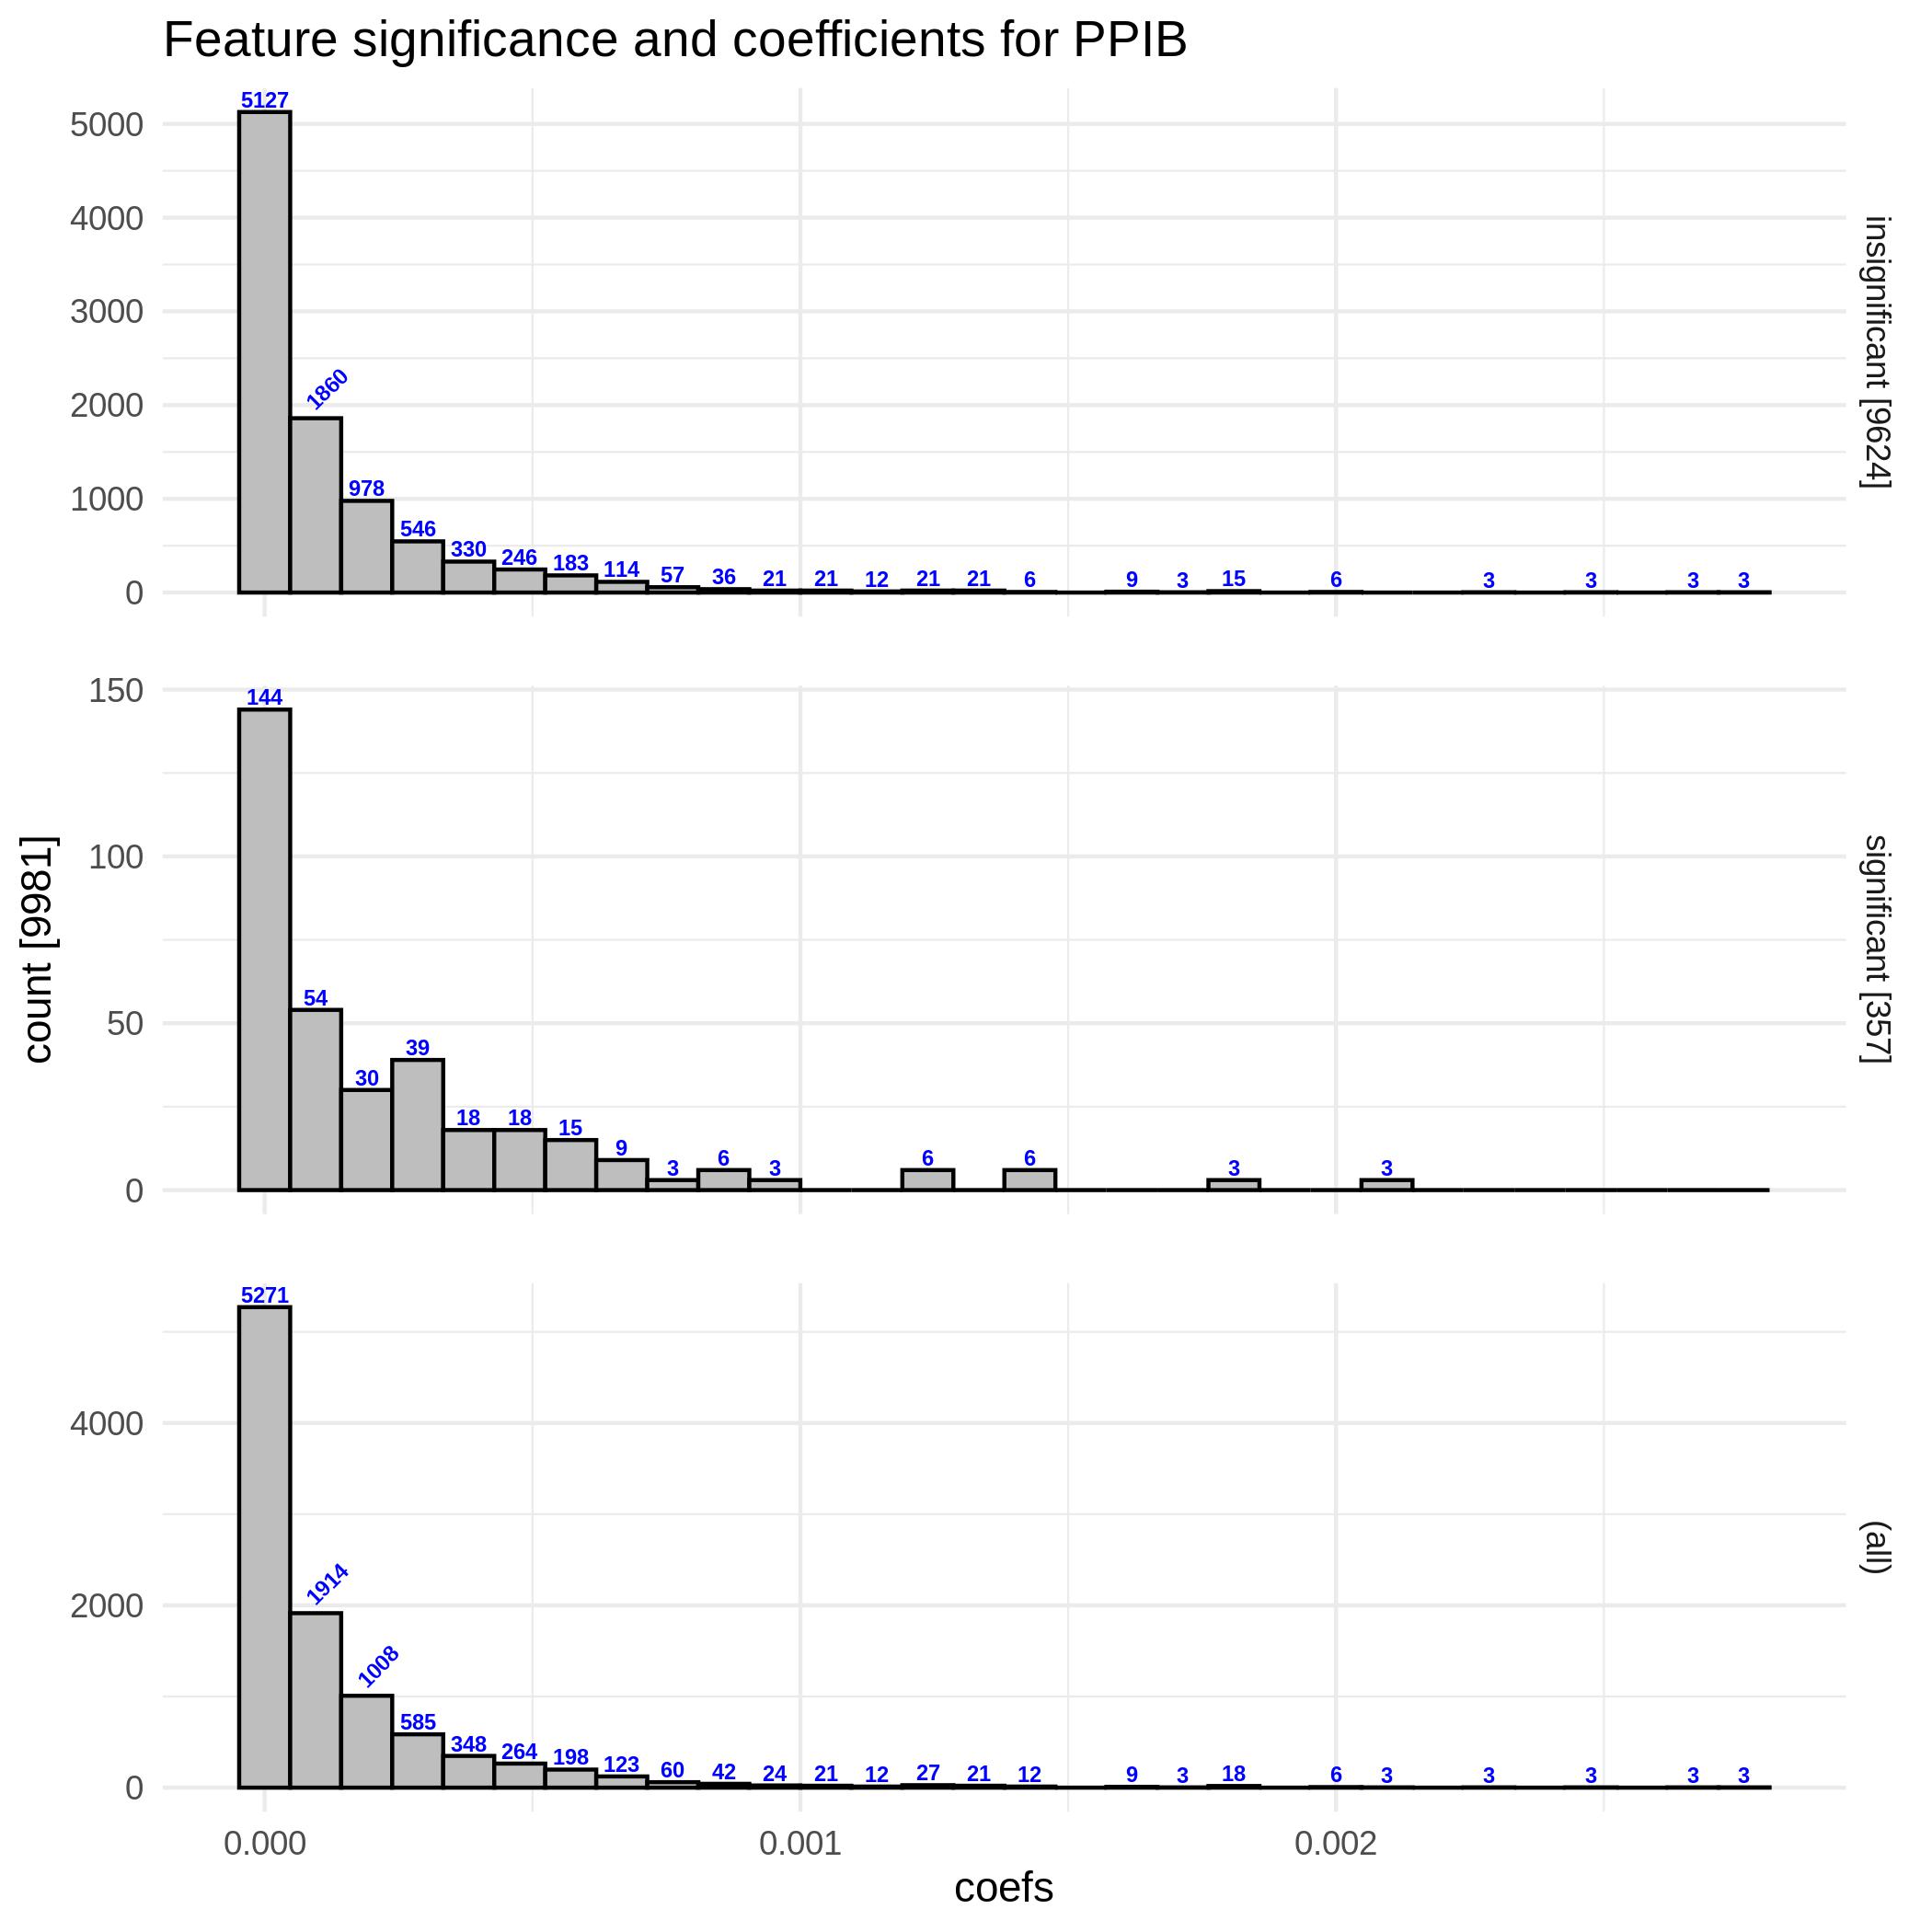 Feature significance and coefficients for PPIB
5127
5000
4000
3000
1860
2000
978
1000
546
330 246 183 114 57 36 21 21 12 21 21 6 9 3 15 6 3 3 3 3
0
insignificant [9624]
150
144
100
54
50
39
30
18 18 15
9
3 6 3 6 6 3 3
0
significant [357]
count [9981]
5271
4000
1914
2000
1008
585
348 264 198 123 60 42 24 21 12 27 21 12 9 3 18 6 3 3 3 3 3
0
(all)
0.000 0.001 0.002
coefs